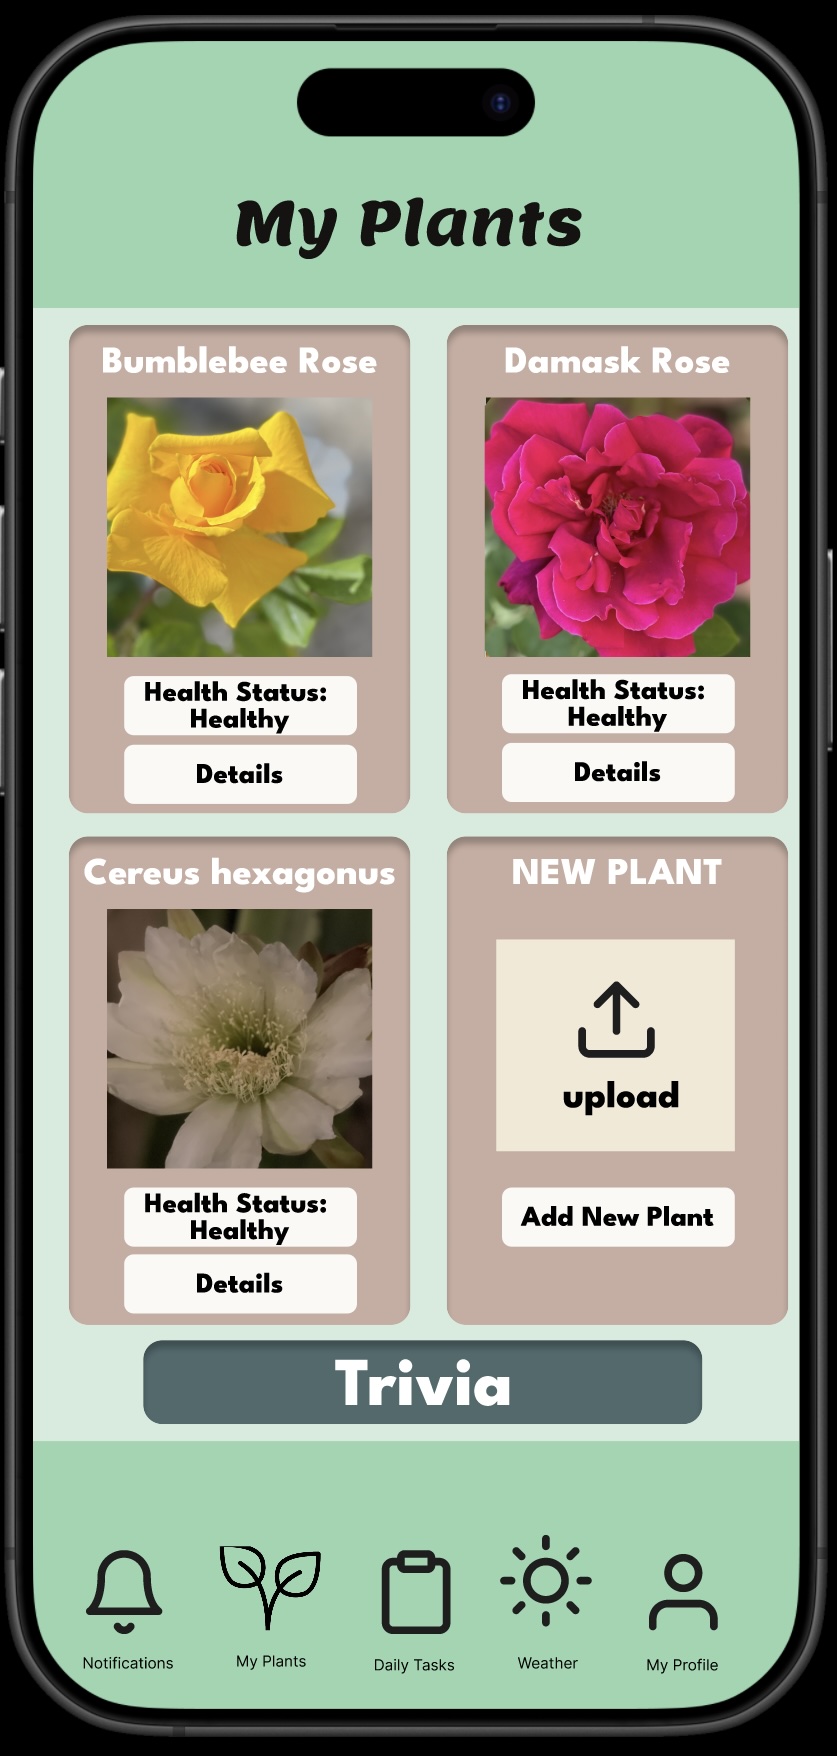 My Plants
Bumblebee Rose
Health Status:
Healthy
Details
Damask Rose
Health Status:
Healthy
Details
Cereus hexagonus
Health Status:
Healthy
Details
NEW PLANT
upload
Add New Plant
Trivia
Notifications
My Plants
Daily Tasks
Weather
My Profile